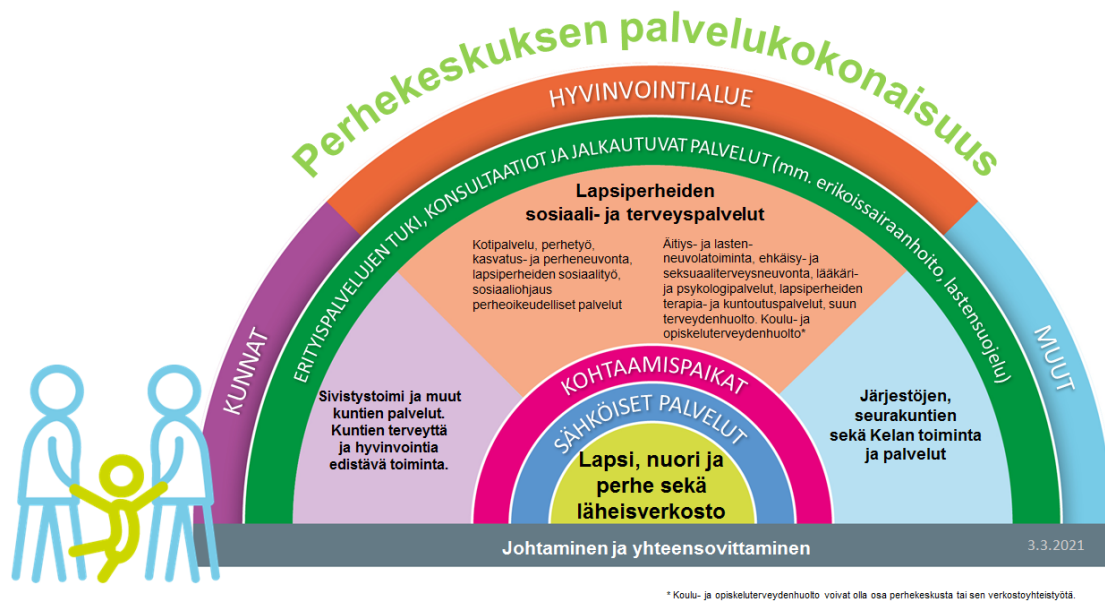 Perhekeskuksen palvelukokonaisuus
HYVINVOINTIALUE
KUNNAT
MUUT
ERITYISPALVELUJEN TUKI, KONSULTAATIOT JA JALKAUTUVAT PALVELUT (mm. erikoissairaanhoito, lastensuojelu)
Lapsiperheiden
sosiaali- ja terveyspalvelut
Kotipalvelu, perhetyö,
kasvatus- ja perheneuvonta,
lapsiperheiden sosiaalityö,
sosiaaliohjaus
perheoikeudelliset palvelut
Äitiys- ja lasten-
neuvolatoiminta, ehkäisy- ja
seksuaaliterveysneuvonta, lääkäri-
ja psykologipalvelut, lapsiperheiden
terapia- ja kuntoutuspalvelut, suun
terveydenhuolto. Koulu- ja
opiskeluterveydenhuolto*
Sivistystoimi ja muut
kuntien palvelut.
Kuntien terveyttä
ja hyvinvointia
edistävä toiminta.
KOHTAAMISPAIKAT
SÄHKÖISET PALVELUT
Lapsi, nuori ja
perhe sekä
läheisverkosto
Järjestöjen,
seurakuntien
sekä Kelan toiminta
ja palvelut
Johtaminen ja yhteensovittaminen
3.3.2021
* Koulu- ja opiskeluterveydenhuolto voivat olla osa perhekeskusta tai sen verkostoyhteistyötä.